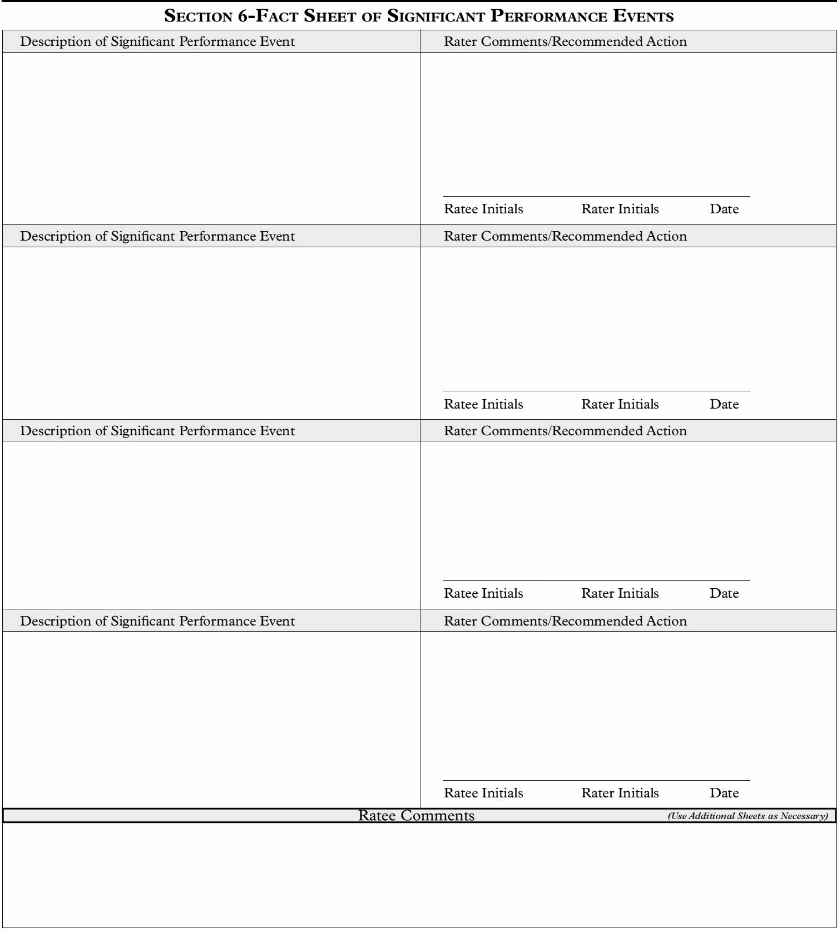 Section 6-Fact Sheet of Significant Performance Events
Description of Significant Performance Event Rater Comments/Recommended Action
Ratee Initials Rater Initials Date
Description of Significant Performance Event Rater Comments/Recommended Action
Ratee Initials Rater Initials Date
Description of Significant Performance Event Rater Comments/Recommended Action
Ratee Initials Rater Initials Date
Description of Significant Performance Event Rater Comments/Recommended Action
Ratee Initials Rater Initials Date
Ratee Comments (Use Additional Sheets as Necessary)